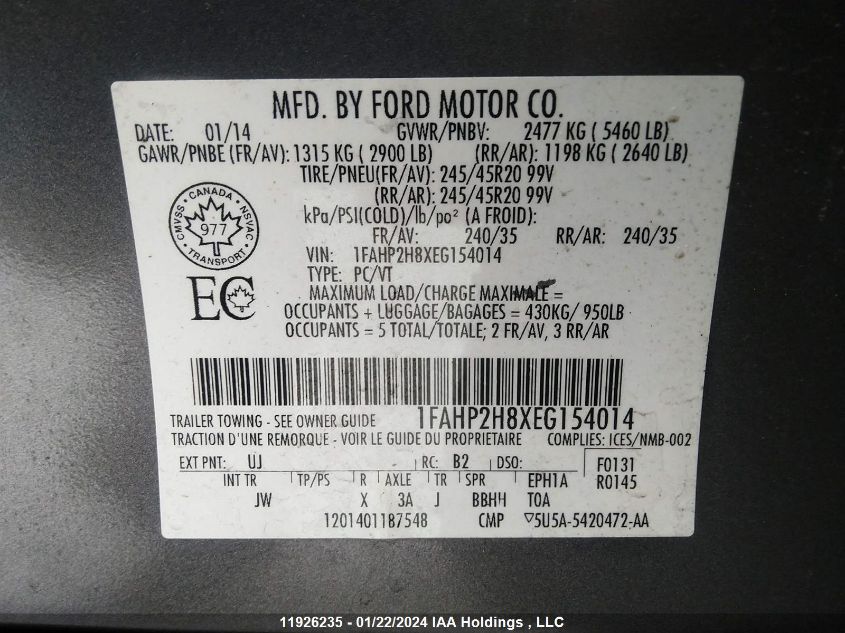 MFD. BY FORD MOTOR CO.
DATE: 01/14 GVWR/PNBV: 2477 KG ( 5460 LB)
GAWR/PNBE (FR/AV): 1315 KG ( 2900 LB) (RR/AR): 1198 KG ( 2640 LB)
TIRE/PNEU(FR/AV): 245/45R20 99V
(RR/AR): 245/45R20 99V
kPa/PSI(COLD)/lb/po² (A FROID):
FR/AV: 240/35 RR/AR: 240/35
CANADA
CMVSS NSVAC
977
TRANSPORT
VIN: 1FAHP2H8XEG154014
TYPE: PC/VT
EC
MAXIMUM LOAD/CHARGE MAXIMALE =
OCCUPANTS + LUGGAGE/BAGAGES = 430KG/ 950LB
OCCUPANTS = 5 TOTAL/TOTALE; 2 FR/AV, 3 RR/AR
TRAILER TOWING - SEE OWNER GUIDE 1FAHP2H8XEG154014
TRACTION D'UNE REMORQUE - VOIR LE GUIDE DU PROPRIETAIRE COMPLIES: ICES/NMB-002
EXT PNT: UJ RC: B2 DSO: F0131
INT TR TP/PS R AXLE TR SPR EPH1A R0145
JW X 3A J BBHH TOA
1201401187548 CMP ▽5U5A-5420472-AA
11926235 - 01/22/2024 IAA Holdings , LLC